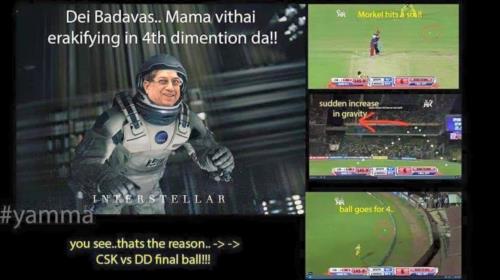 Dei Badavas.. Mama vithai
erakifying in 4th dimention da!!
INTERSTELLAR
#yamma
you see..thats the reason.. -> ->
CSK vs DD final ball!!!
Morkel hits a six!!
sudden increase
in gravity
ball goes for 4..